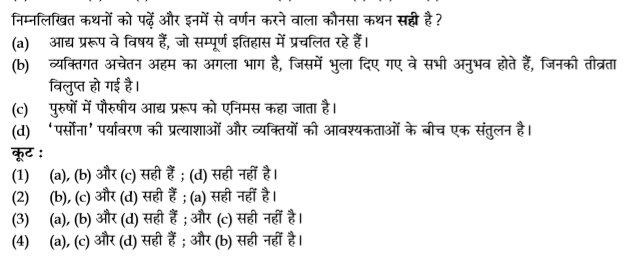 निम्नलिखित कथनों को पढ़ें और इनमें से वर्णन करने वाला कौनसा कथन सही है ?
(a) आद्य प्ररूप वे विषय हैं, जो सम्पूर्ण इतिहास में प्रचलित रहे हैं।
(b) व्यक्तिगत अचेतन अहम का अगला भाग है, जिसमें भुला दिए गए वे सभी अनुभव होते हैं, जिनकी तीव्रता
विलुप्त हो गई है।
(c) पुरुषों में पौरुषीय आद्य प्ररूप को एनिमस कहा जाता है।
(d) ‘पर्सोना’ पर्यावरण की प्रत्याशाओं और व्यक्तियों की आवश्यकताओं के बीच एक संतुलन है।
कूट :
(1) (a), (b) और (c) सही हैं ; (d) सही नहीं है।
(2) (b), (c) और (d) सही हैं ; (a) सही नहीं है।
(3) (a), (b) और (d) सही हैं ; और (c) सही नहीं है।
(4) (a), (c) और (d) सही हैं ; और (b) सही नहीं है।